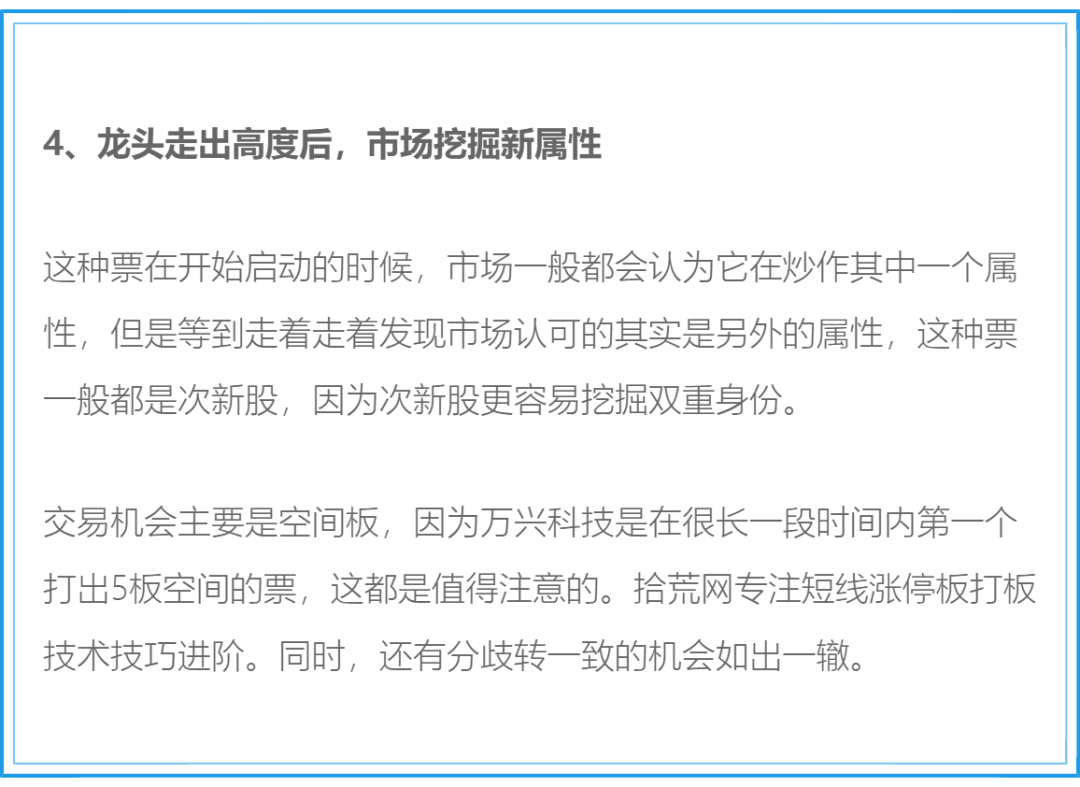 4、龙头走出高度后，市场挖掘新属性
这种票在开始启动的时候，市场一般都会认为它在炒作其中一个属
性，但是等到走着走着发现市场认可的其实是另外的属性，这种票
一般都是次新股，因为次新股更容易挖掘双重身份。
交易机会主要是空间板，因为万兴科技是在很长一段时间内第一个
打出5板空间的票，这都是值得注意的。拾荒网专注短线涨停板打板
技术技巧进阶。同时，还有分歧转一致的机会如出一辙。